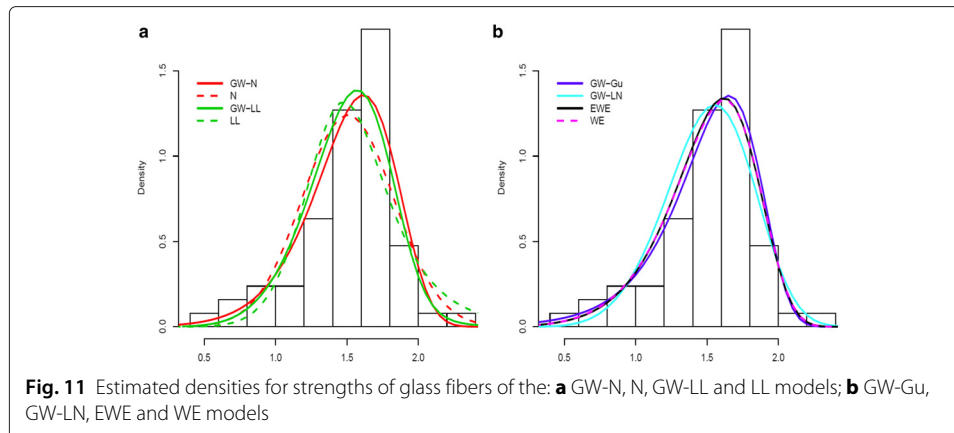 a
GW-N
N
GW-LL
LL
Density
0.0
0.5
1.0
1.5
0.5
1.0
1.5
2.0
b
GW-Gu
GW-LN
EWE
WE
Density
0.0
0.5
1.0
1.5
0.5
1.0
1.5
2.0
Fig. 11 Estimated densities for strengths of glass fibers of the: a GW-N, N, GW-LL and LL models; b GW-Gu,
GW-LN, EWE and WE models